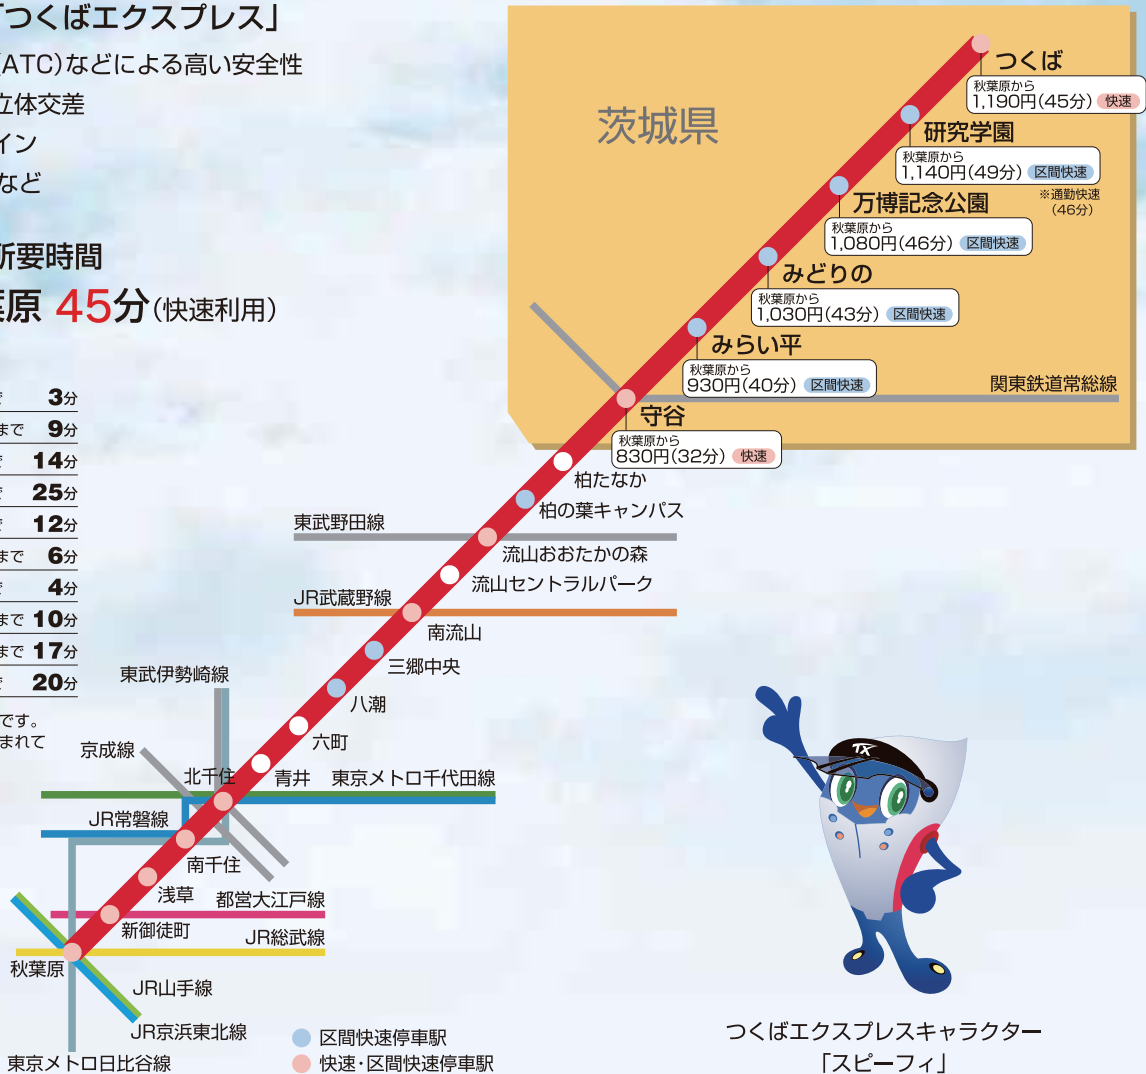 「つくばエクスプレス」
(ATC)などによる高い安全性
立体交差
イン
など
所要時間
葉原 45分(快速利用)
で 3分
まで 9分
で 14分
で 25分
で 12分
まで 6分
で 4分
まで 10分
まで 17分
で 20分
です。
まれて
茨城県
つくば
秋葉原から
1,190円(45分) 快速
研究学園
秋葉原から
1,140円(49分) 区間快速
※通勤快速
(46分)
万博記念公園
秋葉原から
1,080円(46分) 区間快速
みどりの
秋葉原から
1,030円(43分) 区間快速
みらい平
秋葉原から
930円(40分) 区間快速
関東鉄道常総線
守谷
秋葉原から
830円(32分) 快速
柏たなか
柏の葉キャンパス
東武野田線
流山おおたかの森
流山セントラルパーク
JR武蔵野線
南流山
三郷中央
八潮
六町
東武伊勢崎線
京成線
北千住
青井
東京メトロ千代田線
JR常磐線
南千住
浅草
都営大江戸線
新御徒町
JR総武線
秋葉原
JR山手線
JR京浜東北線
東京メトロ日比谷線
区間快速停車駅
快速・区間快速停車駅
TX
つくばエクスプレスキャラクター
「スピーフィ」